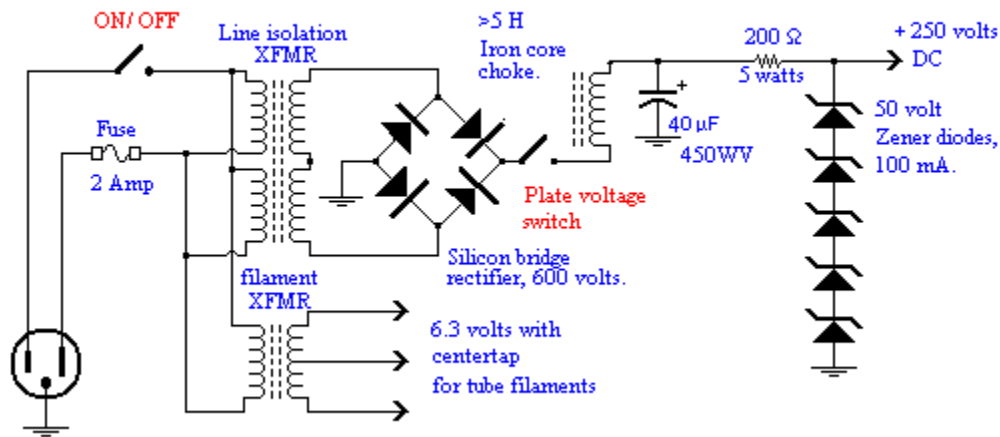 ON/ OFF
Line isolation
XFMR
>5 H
Iron core
choke.
200 Ω
5 watts
+ 250 volts
DC
Fuse
2 Amp
+
40 µF
450WV
50 volt
Zener diodes,
100 mA.
Plate voltage
switch
Silicon bridge
rectifier, 600 volts.
filament
XFMR
6.3 volts with
centertap
for tube filaments